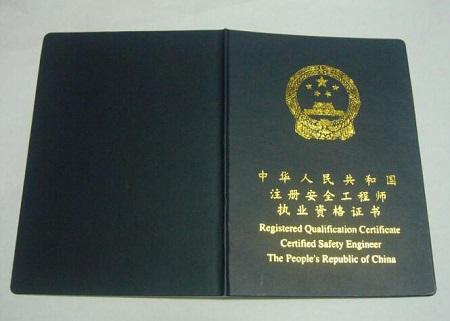 中华人民共和国
注册安全工程师
执业资格证书
Registered Qualification Certificate
Certified Safety Engineer
The People's Republic of China